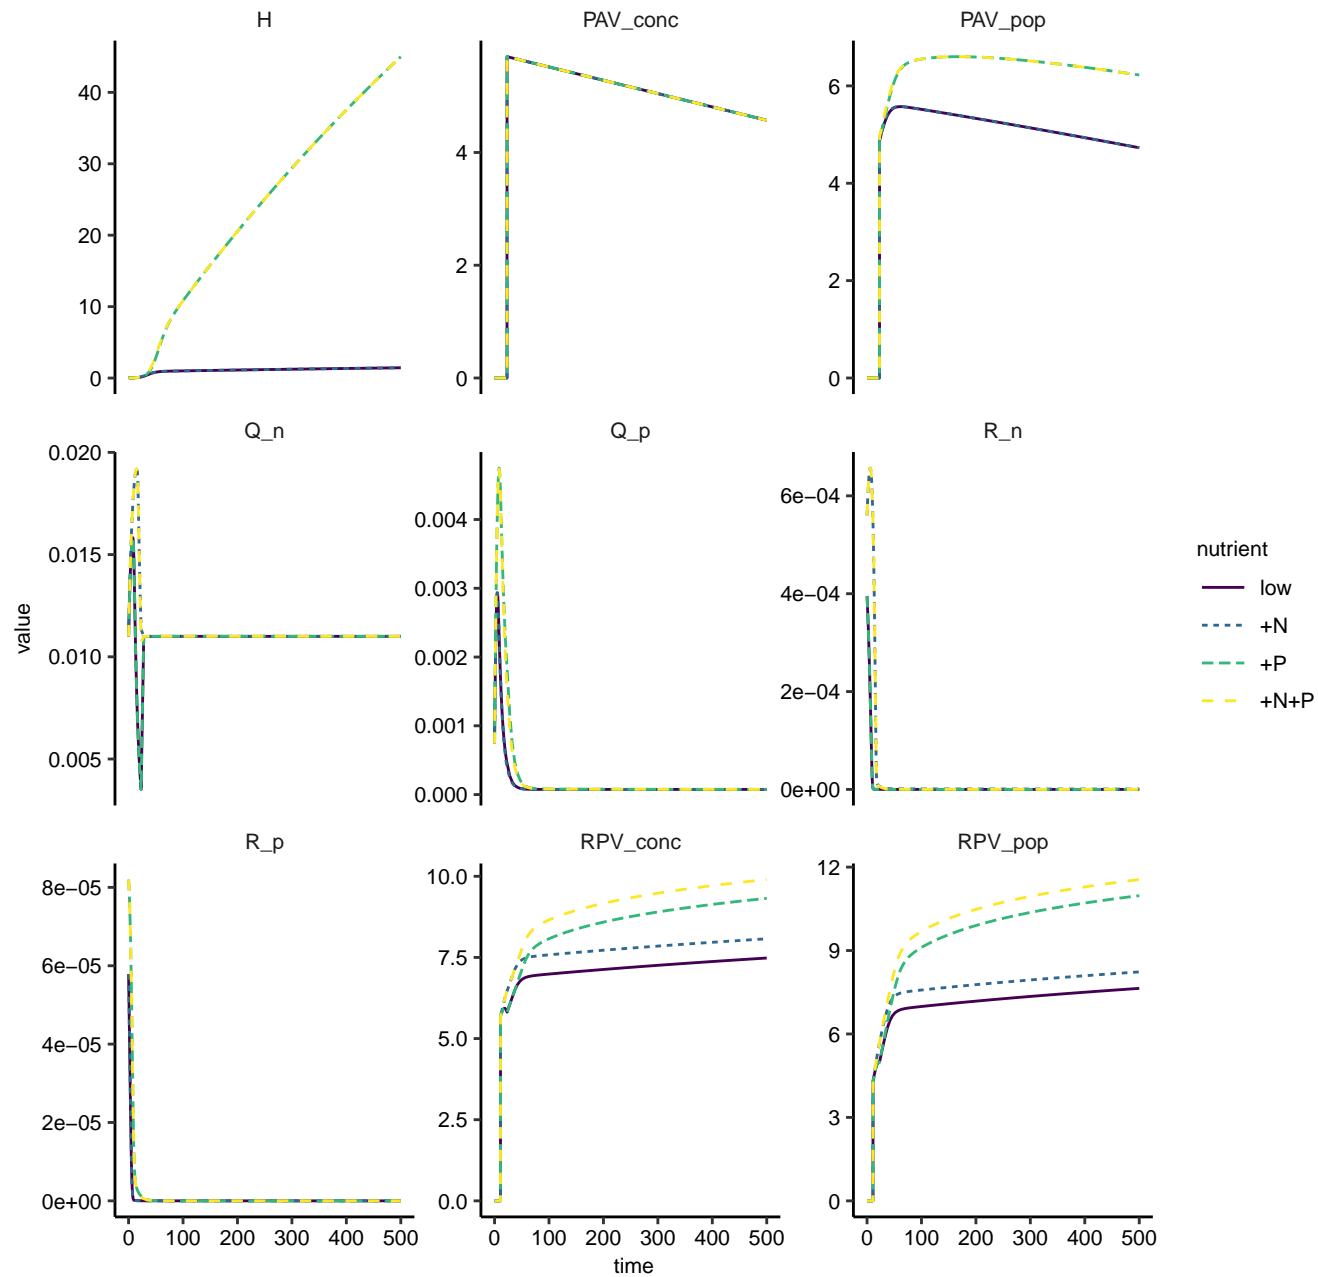 H
PAV_conc
PAV_pop
40
30
20
10
0
4
2
0
6
4
2
0
Q_n
Q_p
R_n
0.020
0.015
0.010
0.005
0.004
0.003
0.002
0.001
0.000
6e−04
4e−04
2e−04
0e+00
R_p
RPV_conc
RPV_pop
8e−05
6e−05
4e−05
2e−05
0e+00
10.0
7.5
5.0
2.5
0.0
12
9
6
3
0
0 100 200 300 400 500
0 100 200 300 400 500
0 100 200 300 400 500
time
value
nutrient
low
+N
+P
+N+P